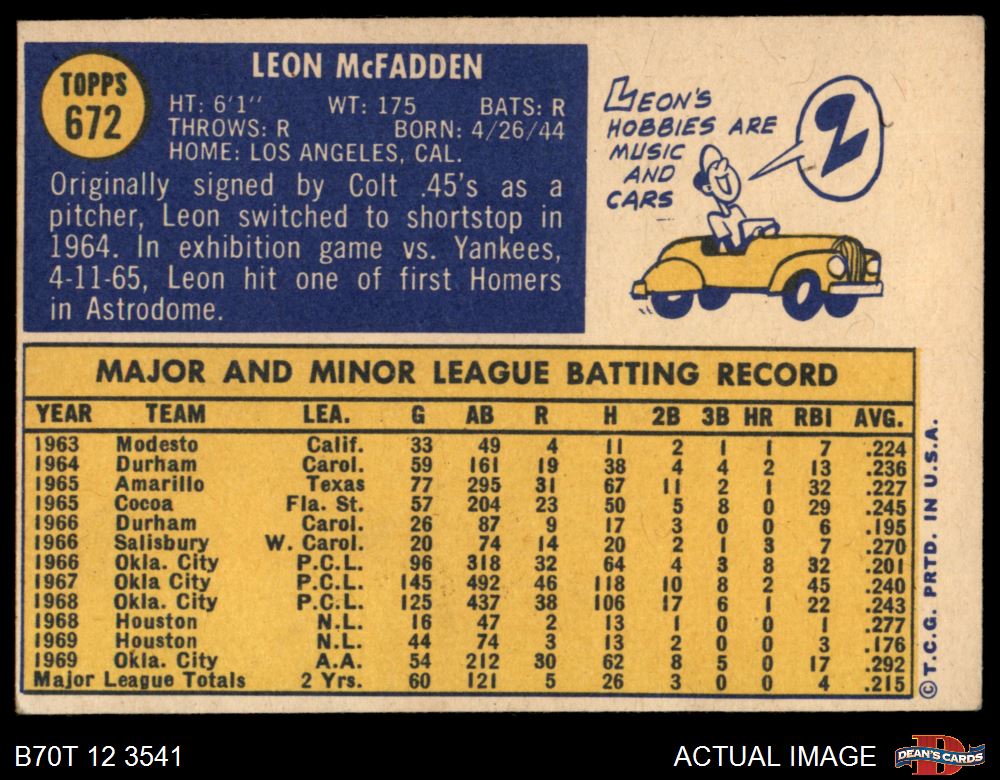 TOPPS
672
LEON McFADDEN
HT: 6'1" WT: 175 BATS: R
THROWS: R BORN: 4/26/44
HOME: LOS ANGELES, CAL.
Originally signed by Colt .45's as a
pitcher, Leon switched to shortstop in
1964. In exhibition game vs. Yankees,
4-11-65, Leon hit one of first Homers
in Astrodome.
LEON'S
HOBBIES ARE
MUSIC
AND
CARS
Z
MAJOR AND MINOR LEAGUE BATTING RECORD
YEAR TEAM LEA. G AB R H 2B 3B HR RBI AVG.
1963 Modesto Calif. 33 49 4 11 2 1 1 7 .224
1964 Durham Carol. 59 161 19 38 4 4 2 13 .236
1965 Amarillo Texas 77 295 31 67 11 2 1 32 .227
1965 Cocoa Fla. St. 57 204 23 50 5 8 0 29 .245
1966 Durham Carol. 26 87 9 17 3 0 0 6 .195
1966 Salisbury W. Carol. 20 74 14 20 2 1 3 7 .270
1966 Okla. City P.C.L. 96 318 32 64 4 3 8 32 .201
1967 Okla City P.C.L. 145 492 46 118 10 8 2 45 .240
1968 Okla. City P.C.L. 125 437 38 106 17 6 1 22 .243
1968 Houston N.L. 16 47 2 13 1 0 0 1 .277
1969 Houston N.L. 44 74 3 13 2 0 0 3 .176
1969 Okla. City A.A. 54 212 30 62 8 5 0 17 .292
Major League Totals 2 Yrs. 60 121 5 26 3 0 0 4 .215
© T.C.G. PRTD. IN U.S.A.
B70T 12 3541
ACTUAL IMAGE
D
DEAN'S CARDS